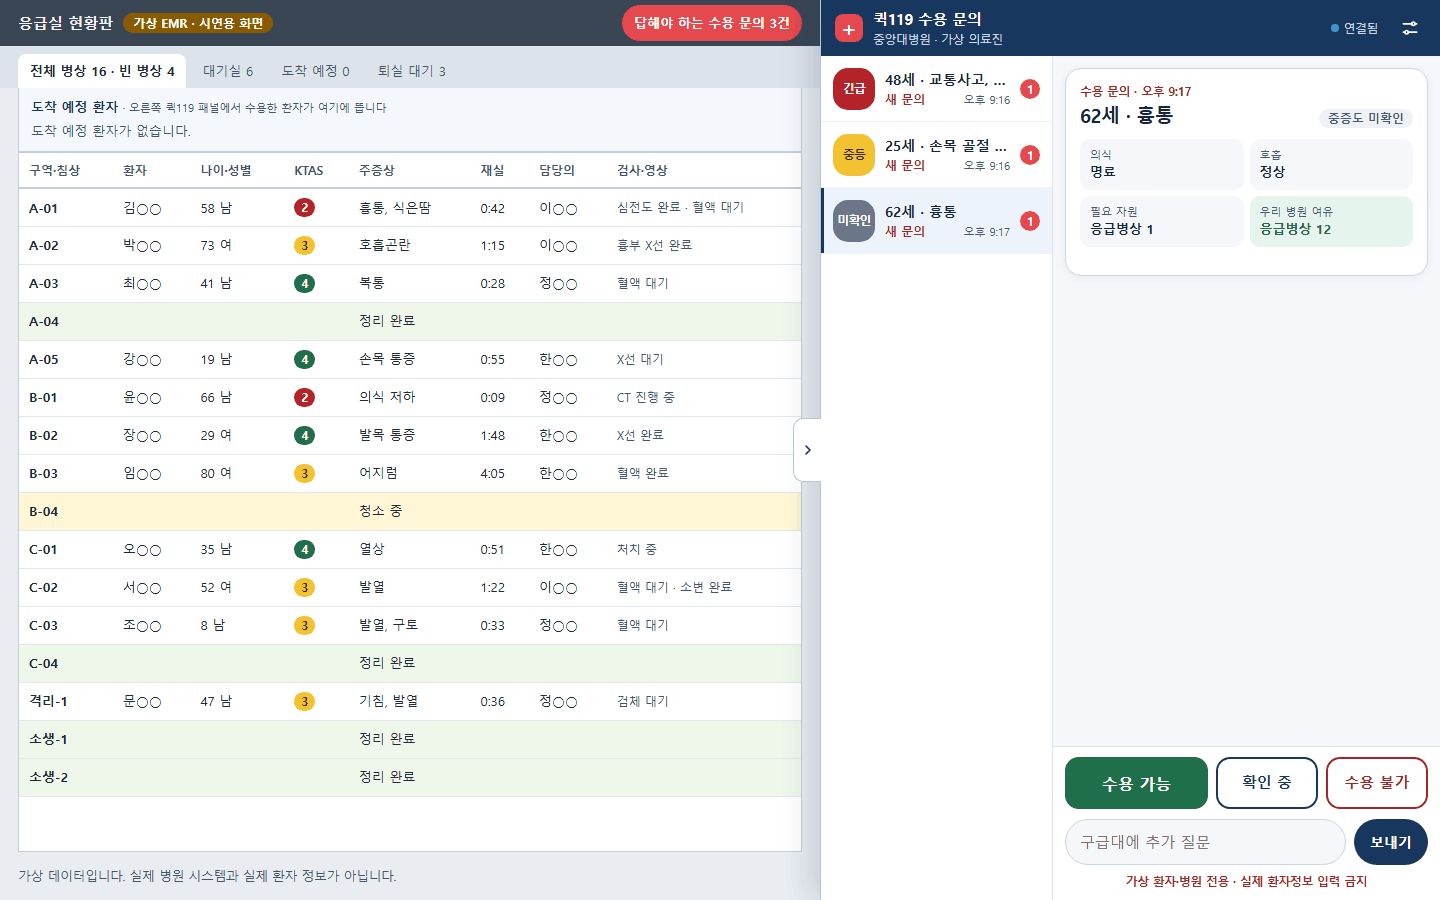 응급실 현황판 가상 EMR · 시연용 화면 답해야 하는 수용 문의 3건
전체 병상 16 · 빈 병상 4 대기실 6 도착 예정 0 퇴실 대기 3
도착 예정 환자 · 오른쪽 퀵119 패널에서 수용한 환자가 여기에 뜹니다
도착 예정 환자가 없습니다.
구역·침상 환자 나이·성별 KTAS 주증상 재실 담당의 검사·영상
A-01 김○○ 58 남 2 흉통, 식은땀 0:42 이○○ 심전도 완료 · 혈액 대기
A-02 박○○ 73 여 3 호흡곤란 1:15 이○○ 흉부 X선 완료
A-03 최○○ 41 남 4 복통 0:28 정○○ 혈액 대기
A-04 정리 완료
A-05 강○○ 19 남 4 손목 통증 0:55 한○○ X선 대기
B-01 윤○○ 66 남 2 의식 저하 0:09 정○○ CT 진행 중
B-02 장○○ 29 여 4 발목 통증 1:48 한○○ X선 완료
B-03 임○○ 80 여 3 어지럼 4:05 한○○ 혈액 완료
B-04 청소 중
C-01 오○○ 35 남 4 열상 0:51 한○○ 처치 중
C-02 서○○ 52 여 3 발열 1:22 이○○ 혈액 대기 · 소변 완료
C-03 조○○ 8 남 3 발열, 구토 0:33 정○○ 혈액 대기
C-04 정리 완료
격리-1 문○○ 47 남 3 기침, 발열 0:36 정○○ 검체 대기
소생-1 정리 완료
소생-2 정리 완료
가상 데이터입니다. 실제 병원 시스템과 실제 환자 정보가 아닙니다.
퀵119 수용 문의
중앙대병원 · 가상 의료진
연결됨
긴급 48세 · 교통사고, ... 1
새 문의 오후 9:16
중등 25세 · 손목 골절 ... 1
새 문의 오후 9:16
미확인 62세 · 흉통 1
새 문의 오후 9:17
수용 문의 · 오후 9:17
62세 · 흉통 중증도 미확인
의식 호흡
명료 정상
필요 자원 우리 병원 여유
응급병상 1 응급병상 12
수용 가능 확인 중 수용 불가
구급대에 추가 질문 보내기
가상 환자·병원 전용 · 실제 환자정보 입력 금지